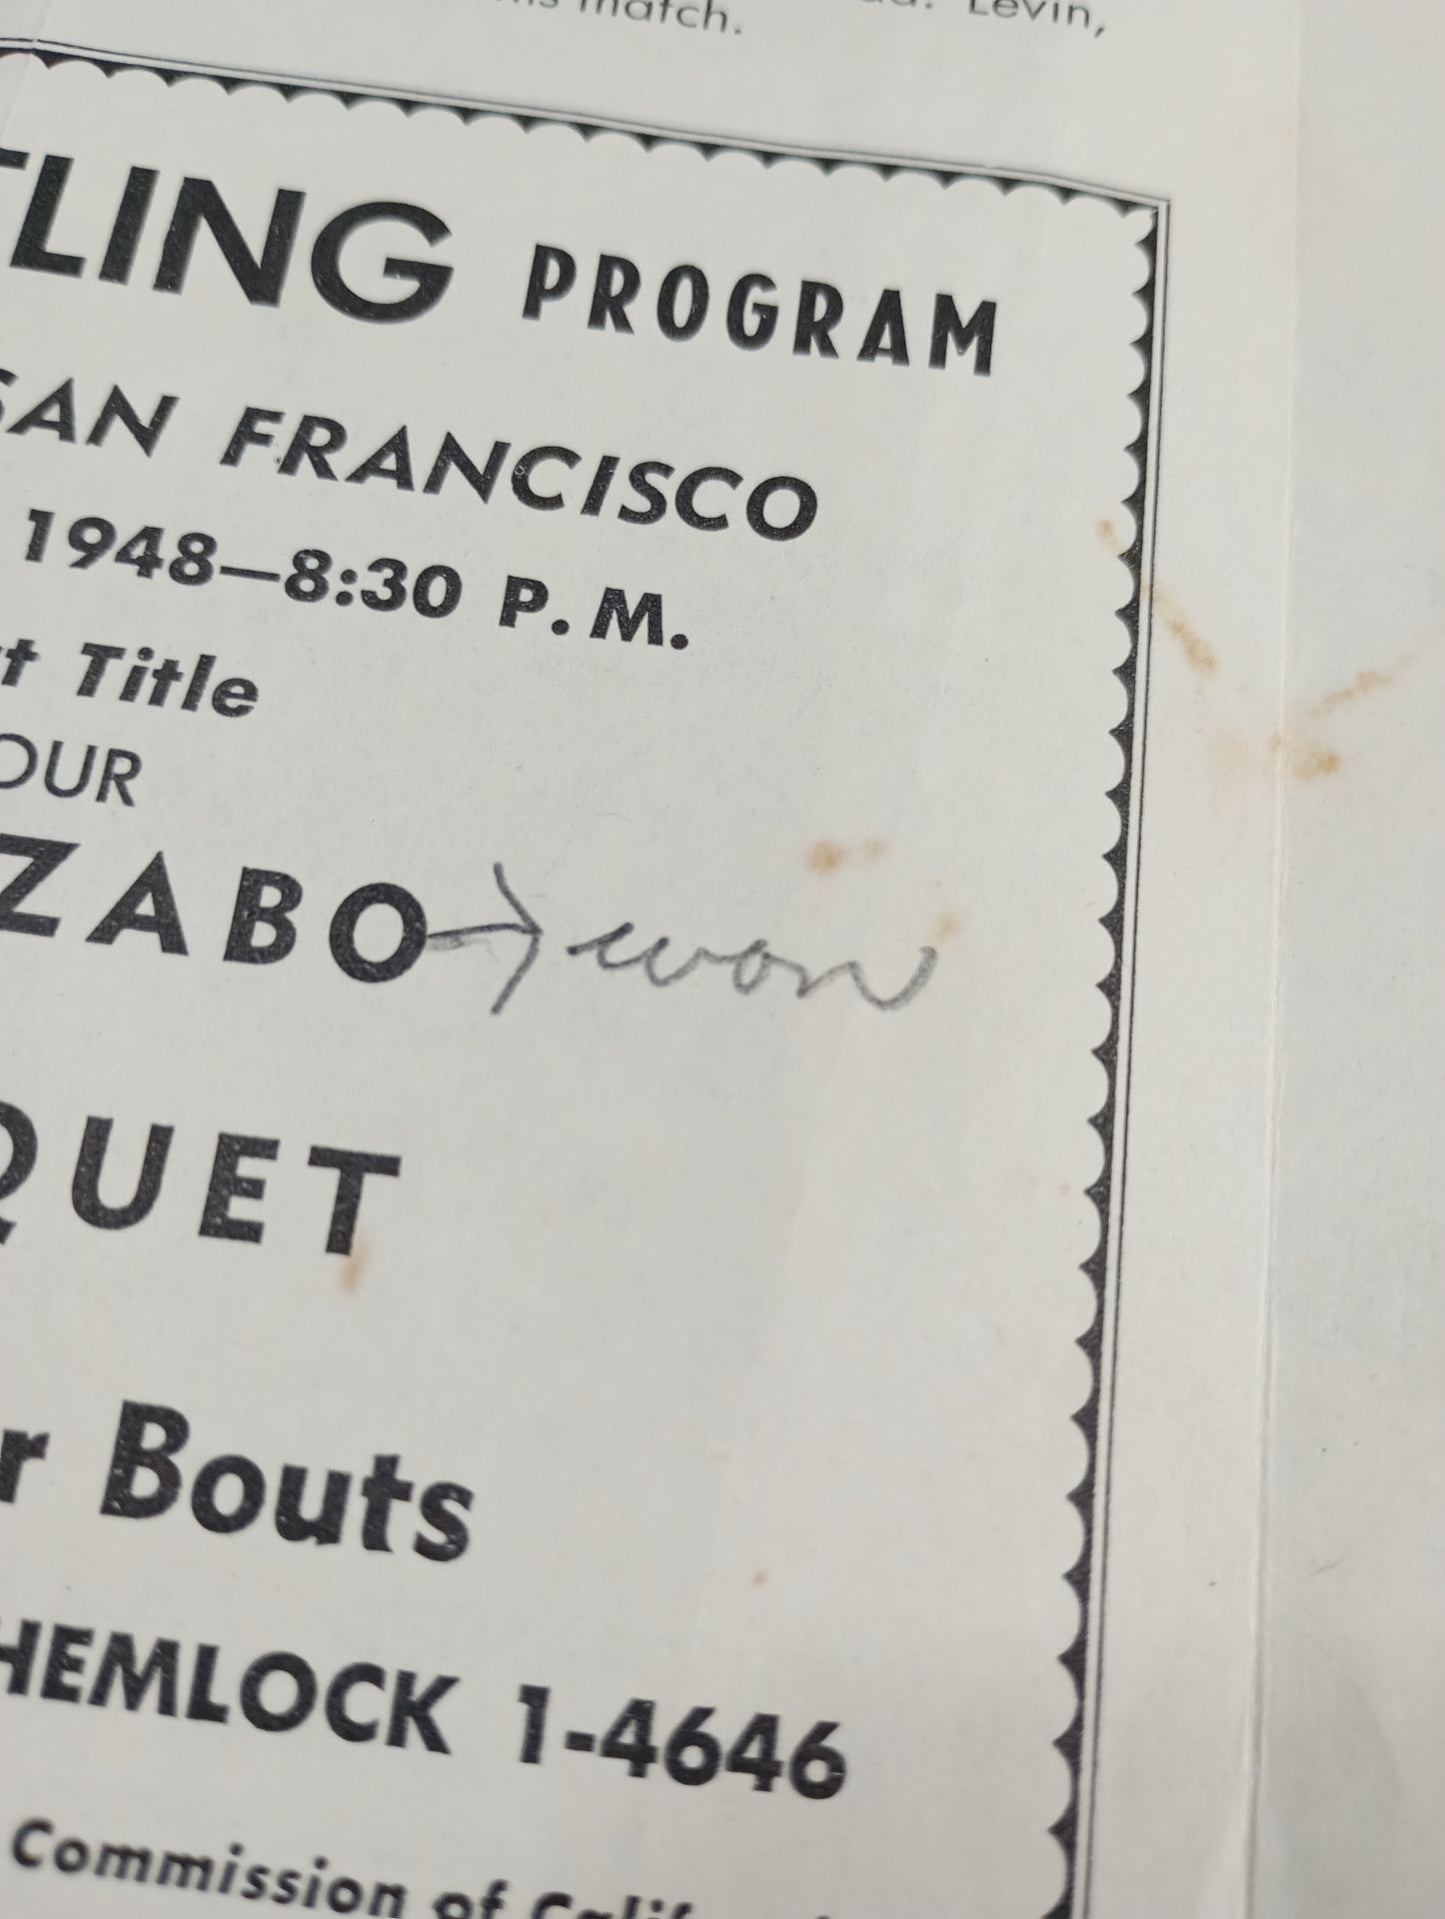 match. Levin,
TLING PROGRAM
SAN FRANCISCO
1948—8:30 P. M.
t Title
OUR
ZABO → won
QUET
r Bouts
HEMLOCK 1-4646
Commission of Calif